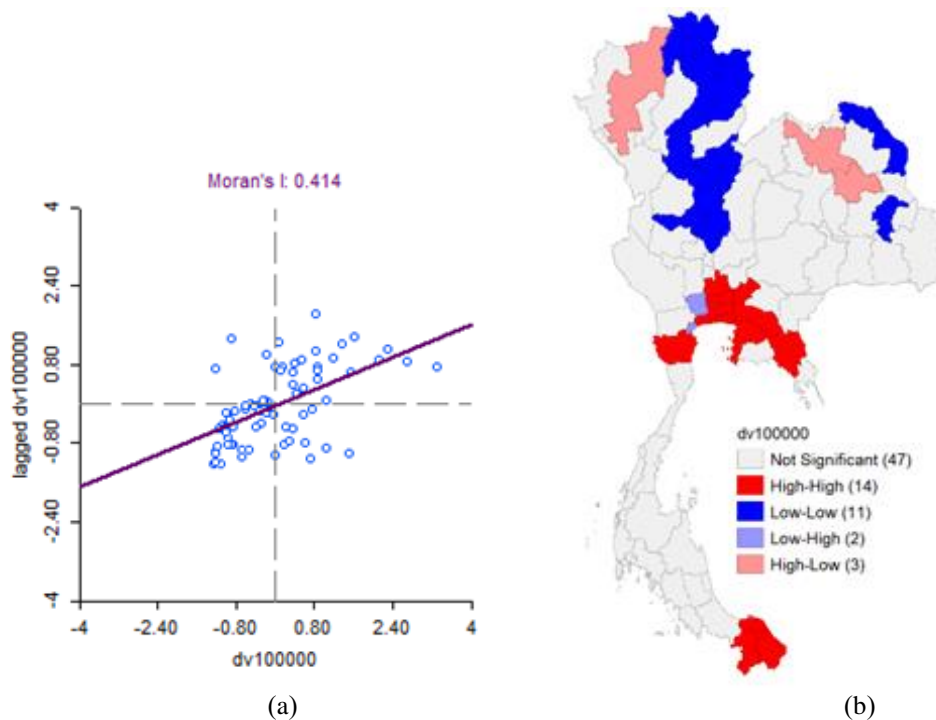 Moran's I: 0.414
4
2.40
0.80
-0.80
-2.40
-4
lagged dv100000
-4
-2.40
-0.80
0.80
2.40
4
dv100000
(a)
dv100000
Not Significant (47)
High-High (14)
Low-Low (11)
Low-High (2)
High-Low (3)
(b)